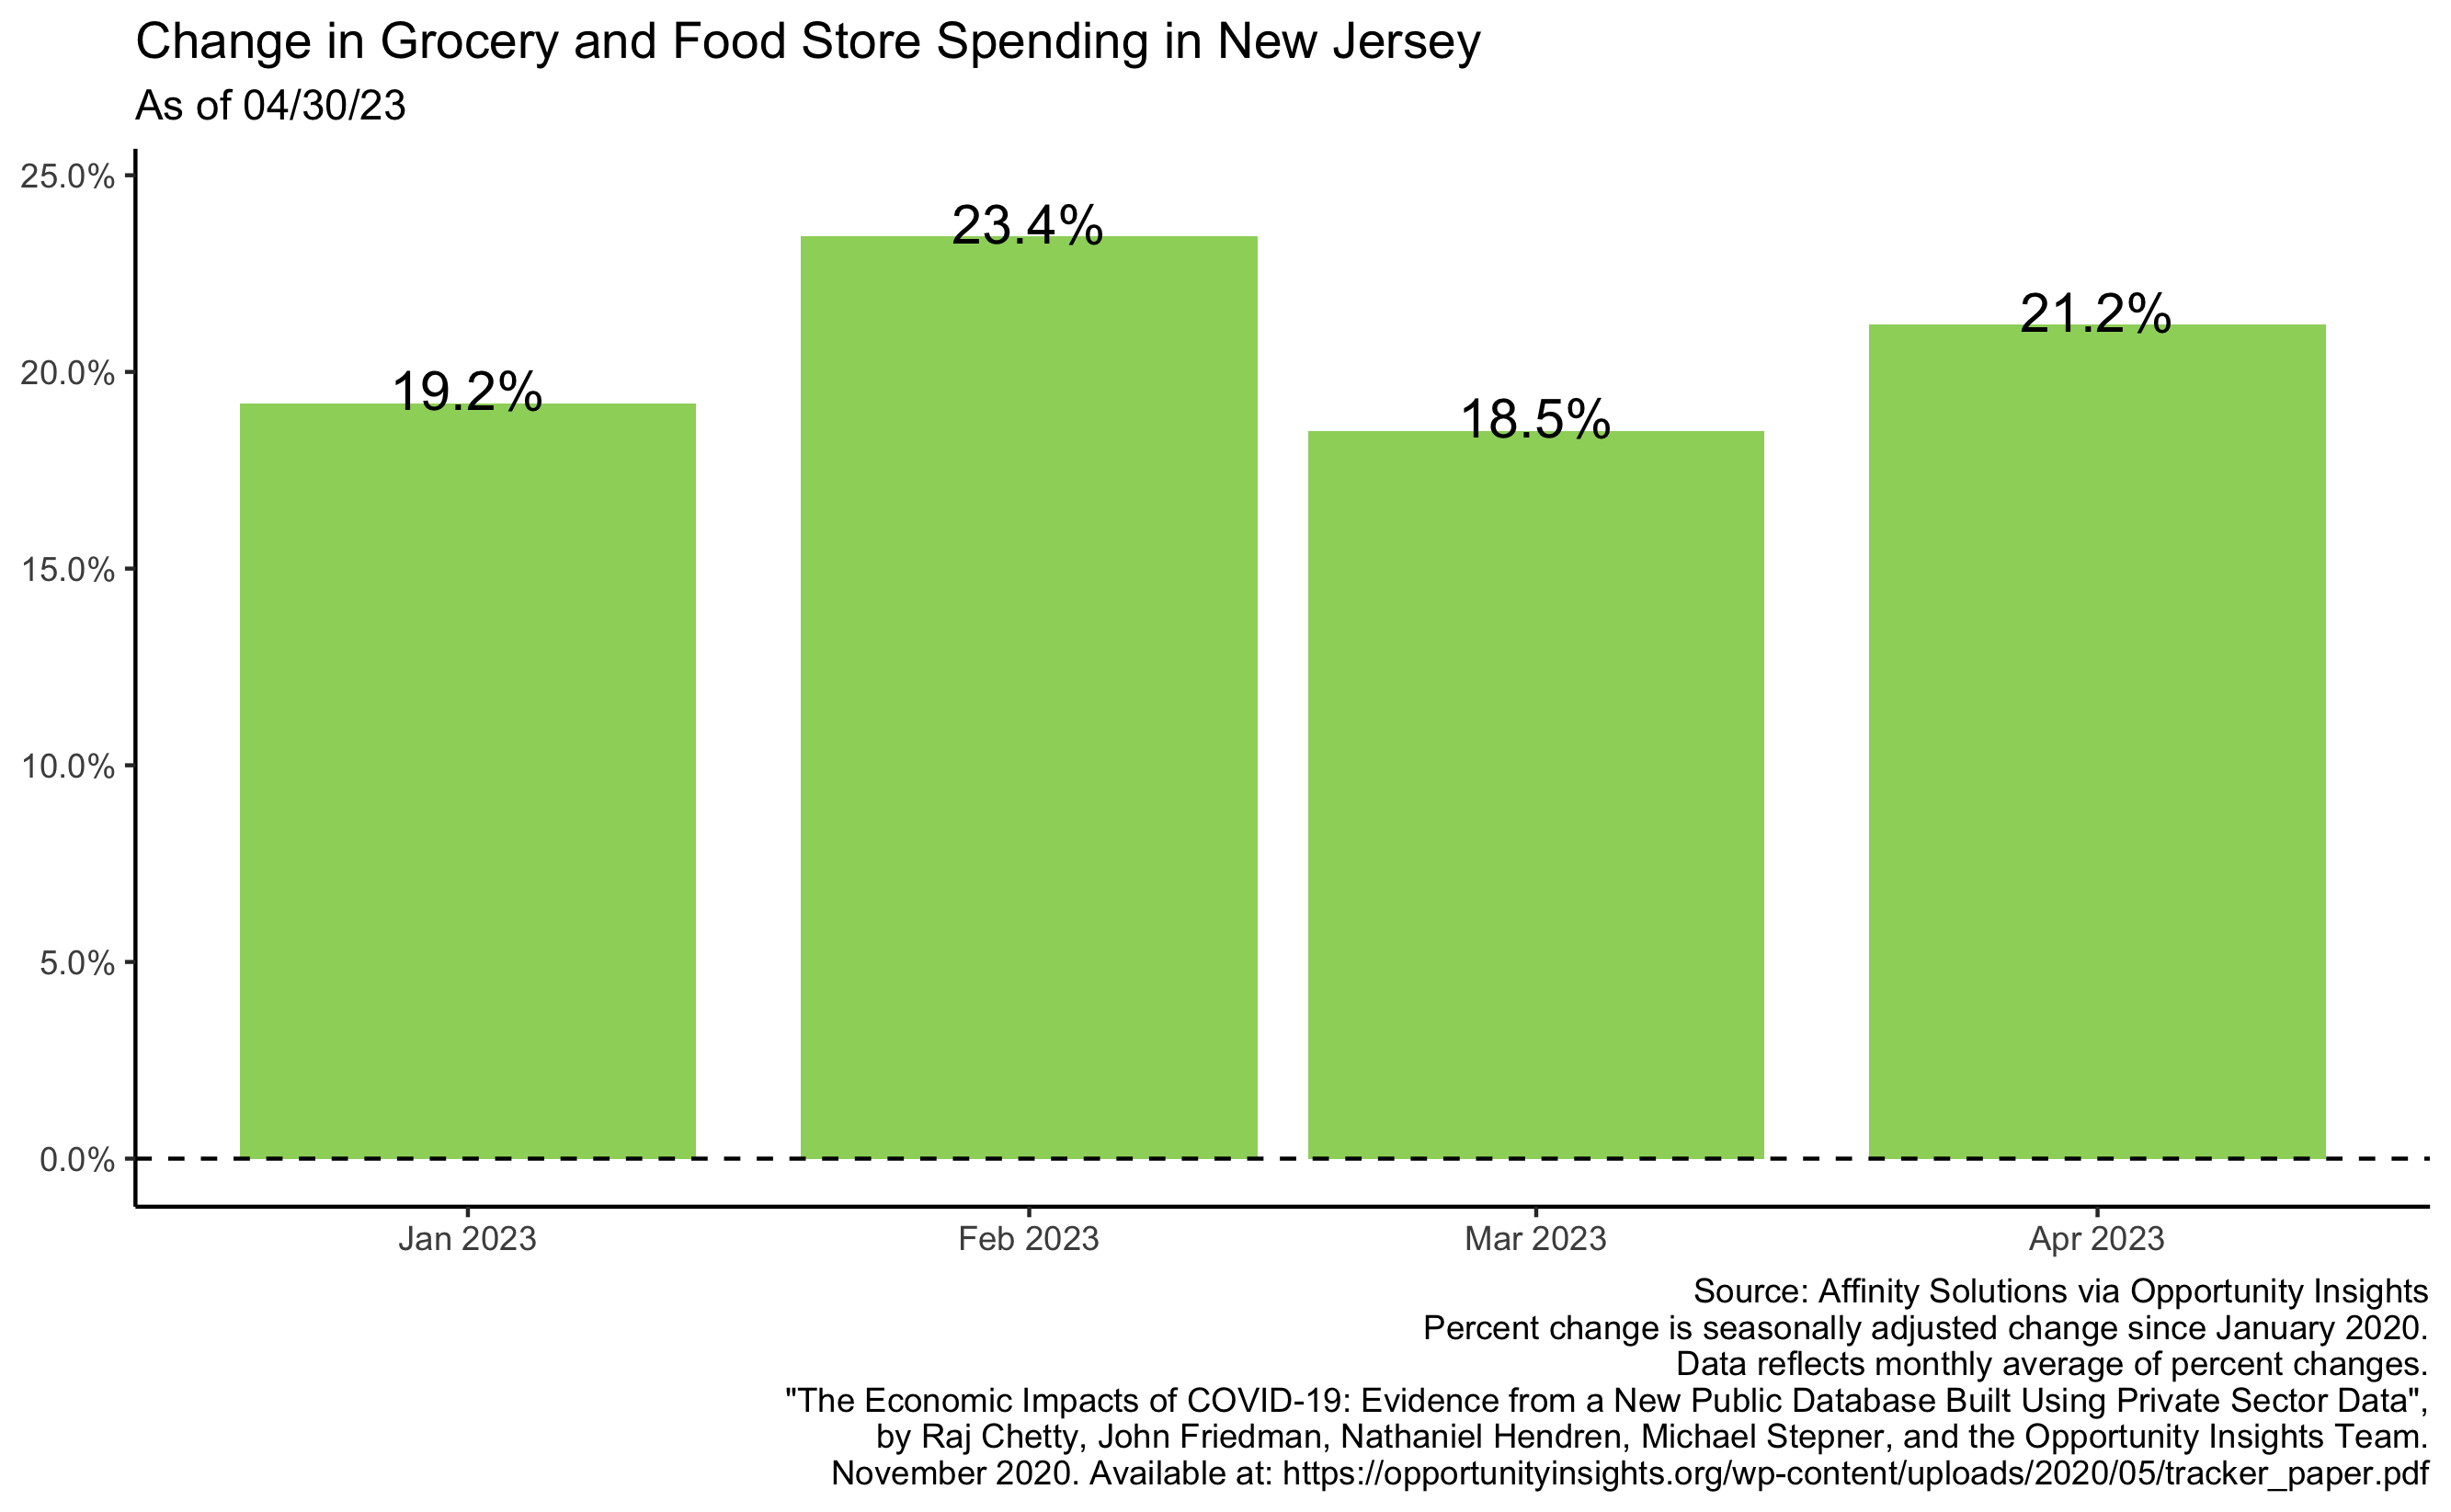 Change in Grocery and Food Store Spending in New Jersey
As of 04/30/23
25.0%
20.0%
15.0%
10.0%
5.0%
0.0%
19.2%
23.4%
18.5%
21.2%
Jan 2023
Feb 2023
Mar 2023
Apr 2023
Source: Affinity Solutions via Opportunity Insights
Percent change is seasonally adjusted change since January 2020.
Data reflects monthly average of percent changes.
"The Economic Impacts of COVID-19: Evidence from a New Public Database Built Using Private Sector Data",
by Raj Chetty, John Friedman, Nathaniel Hendren, Michael Stepner, and the Opportunity Insights Team.
November 2020. Available at: https://opportunityinsights.org/wp-content/uploads/2020/05/tracker_paper.pdf